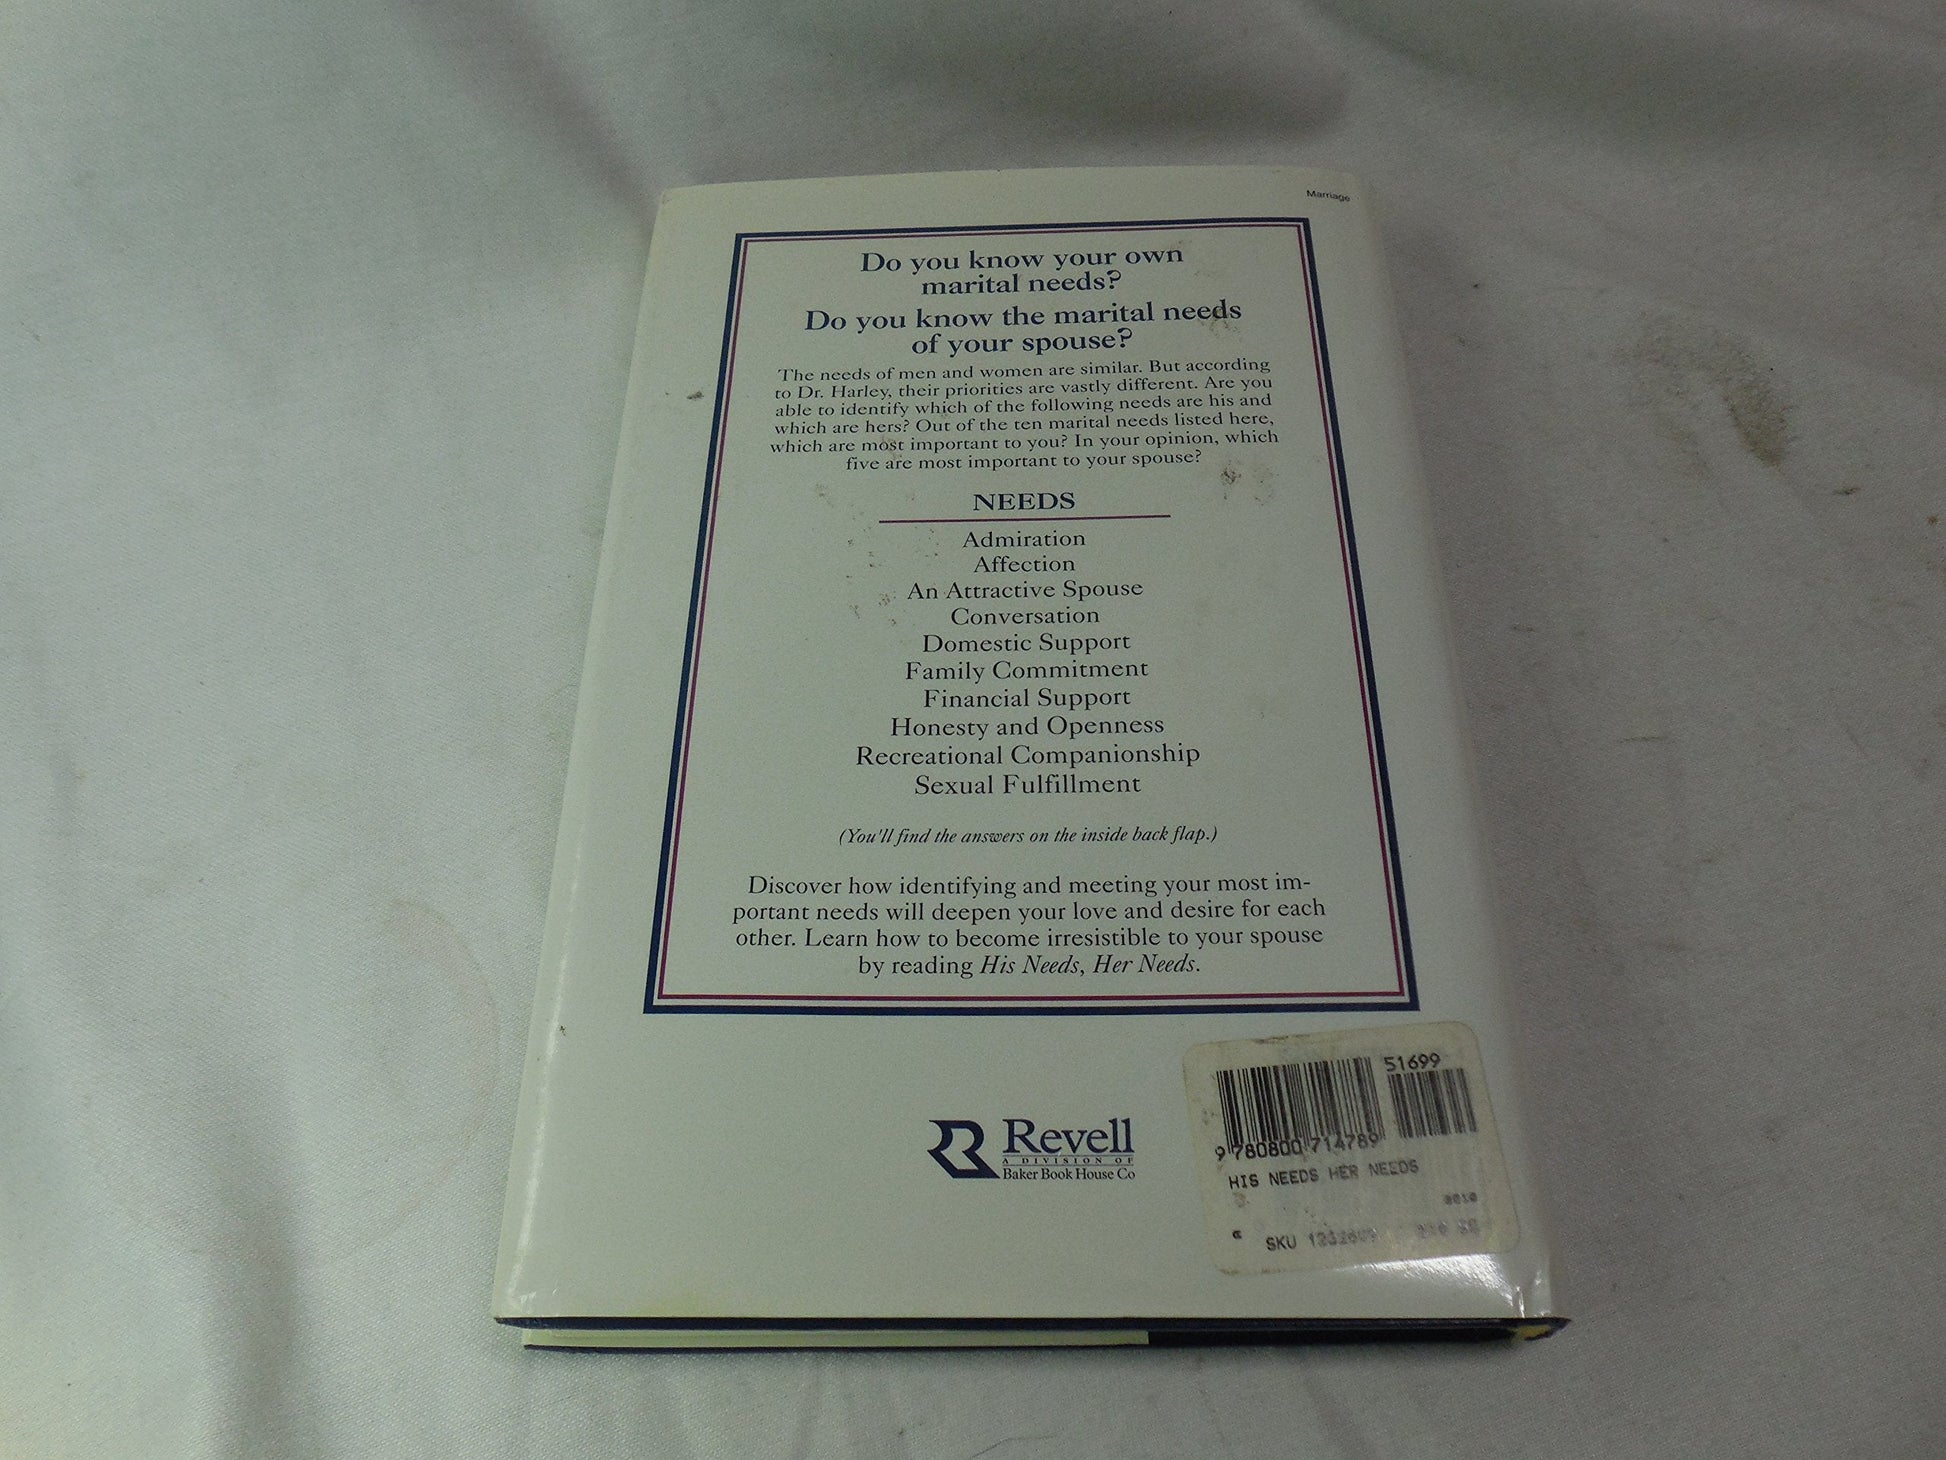 Marriage
Do you know your own
marital needs?
Do you know the marital needs
of your spouse?
The needs of men and women are similar. But according
to Dr. Harley, their priorities are vastly different. Are you
able to identify which of the following needs are his and
which are hers? Out of the ten marital needs listed here,
which are most important to you? In your opinion, which
five are most important to your spouse?
NEEDS
Admiration
Affection
An Attractive Spouse
Conversation
Domestic Support
Family Commitment
Financial Support
Honesty and Openness
Recreational Companionship
Sexual Fulfillment
(You'll find the answers on the inside back flap.)
Discover how identifying and meeting your most im-
portant needs will deepen your love and desire for each
other. Learn how to become irresistible to your spouse
by reading His Needs, Her Needs.
Revell
A DIVISION OF
Baker Book House Co
51699
9 780800 714789
HIS NEEDS HER NEEDS
SKU